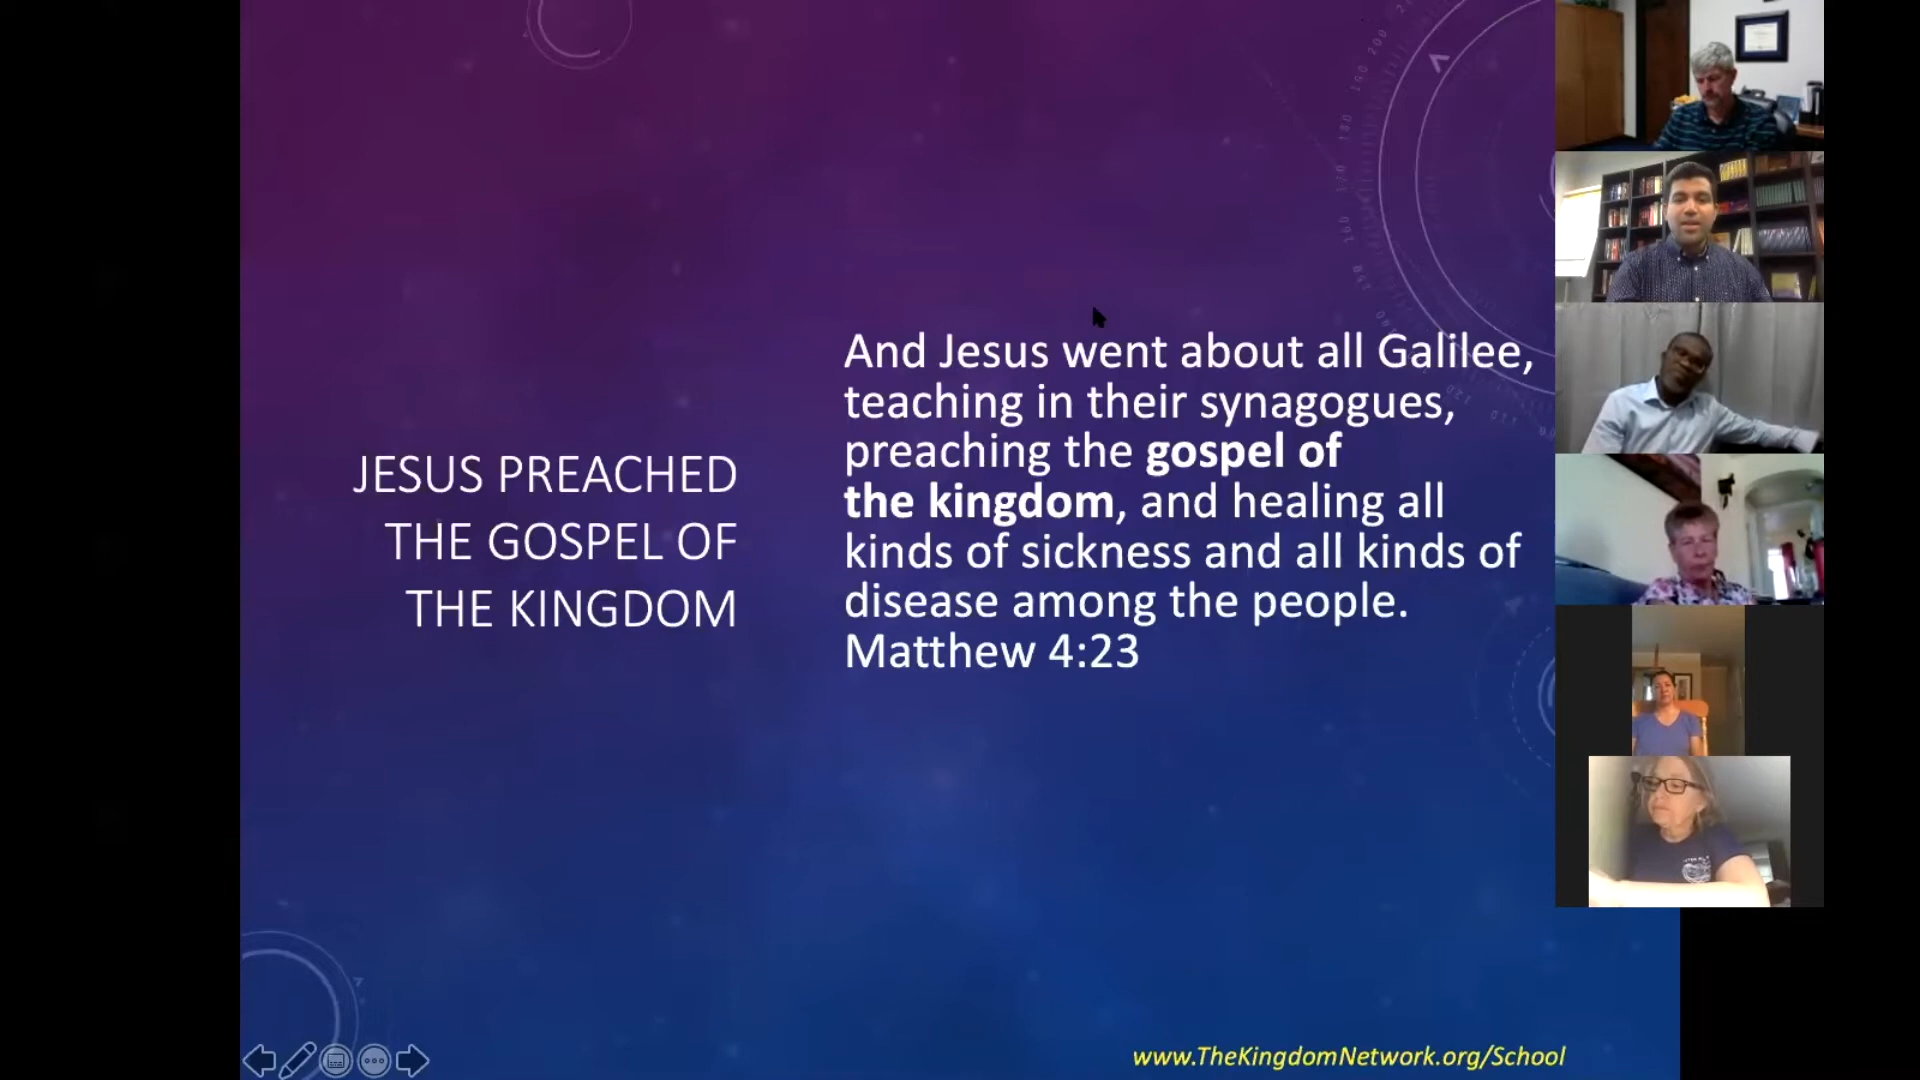 JESUS PREACHED
THE GOSPEL OF
THE KINGDOM
And Jesus went about all Galilee,
teaching in their synagogues,
preaching the gospel of
the kingdom, and healing all
kinds of sickness and all kinds of
disease among the people.
Matthew 4:23
www.TheKingdomNetwork.org/School